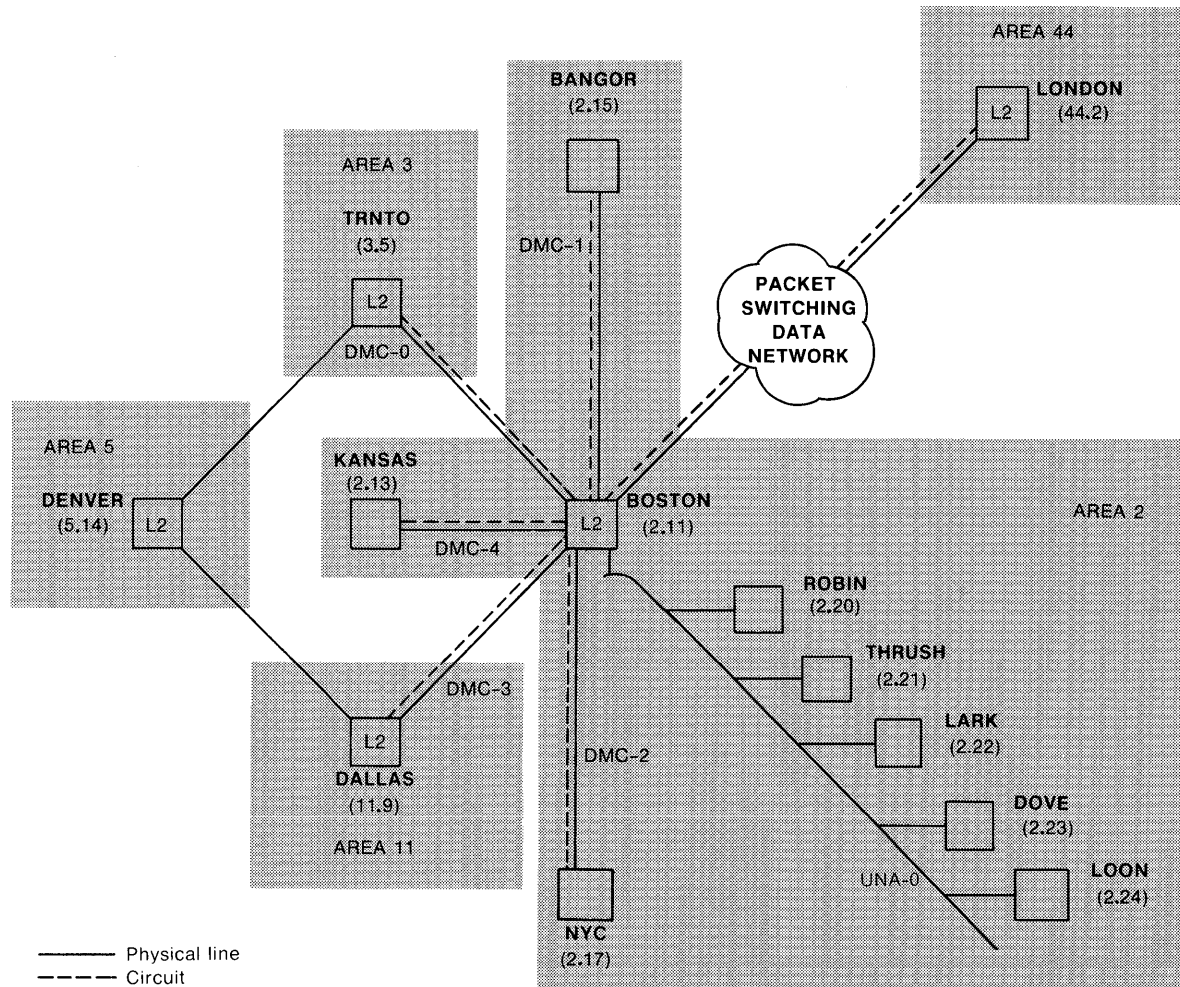 AREA 44
LONDON
L2
(44.2)
BANGOR
(2.15)
AREA 3
TRNTO
(3.5)
L2
DMC-0
DMC-1
PACKET
SWITCHING
DATA
NETWORK
AREA 5
DENVER
(5.14)
L2
KANSAS
(2.13)
DMC-4
BOSTON
L2
(2.11)
AREA 2
ROBIN
(2.20)
THRUSH
(2.21)
LARK
(2.22)
DOVE
(2.23)
LOON
(2.24)
UNA-0
DMC-3
L2
DALLAS
(11.9)
AREA 11
DMC-2
NYC
(2.17)
Physical line
Circuit